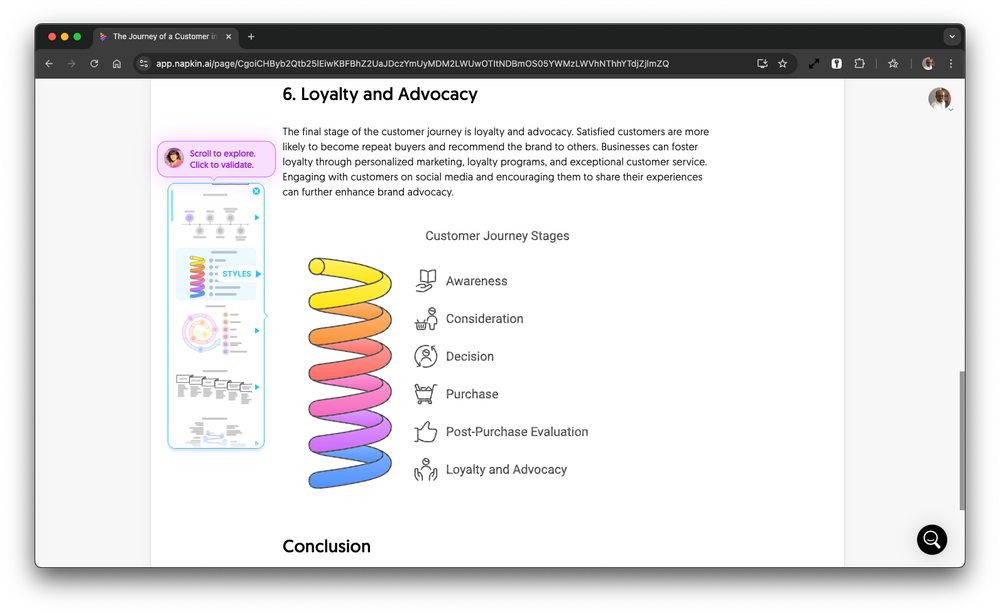 The Journey of a Customer in
app.napkin.ai/page/CgoiCHByb2Qtb25lEiwKBFBhZ2UaJDczYmUyMDM2LWUwOTItNDBmOS05YWMzLWVhNThhYTdjZjlmZQ
6. Loyalty and Advocacy
The final stage of the customer journey is loyalty and advocacy. Satisfied customers are more
likely to become repeat buyers and recommend the brand to others. Businesses can foster
loyalty through personalized marketing, loyalty programs, and exceptional customer service.
Engaging with customers on social media and encouraging them to share their experiences
can further enhance brand advocacy.
Scroll to explore.
Click to validate.
STYLES
Customer Journey Stages
Awareness
Consideration
Decision
Purchase
Post-Purchase Evaluation
Loyalty and Advocacy
Conclusion